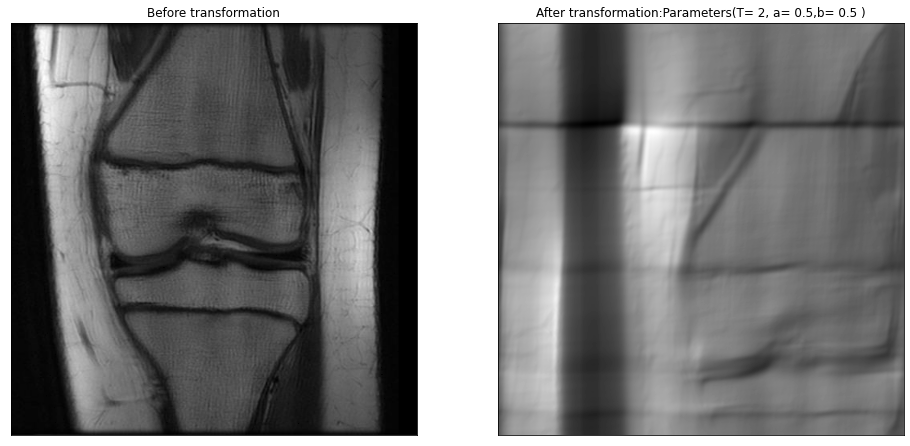 Before transformation
After transformation:Parameters(T= 2, a= 0.5,b= 0.5 )